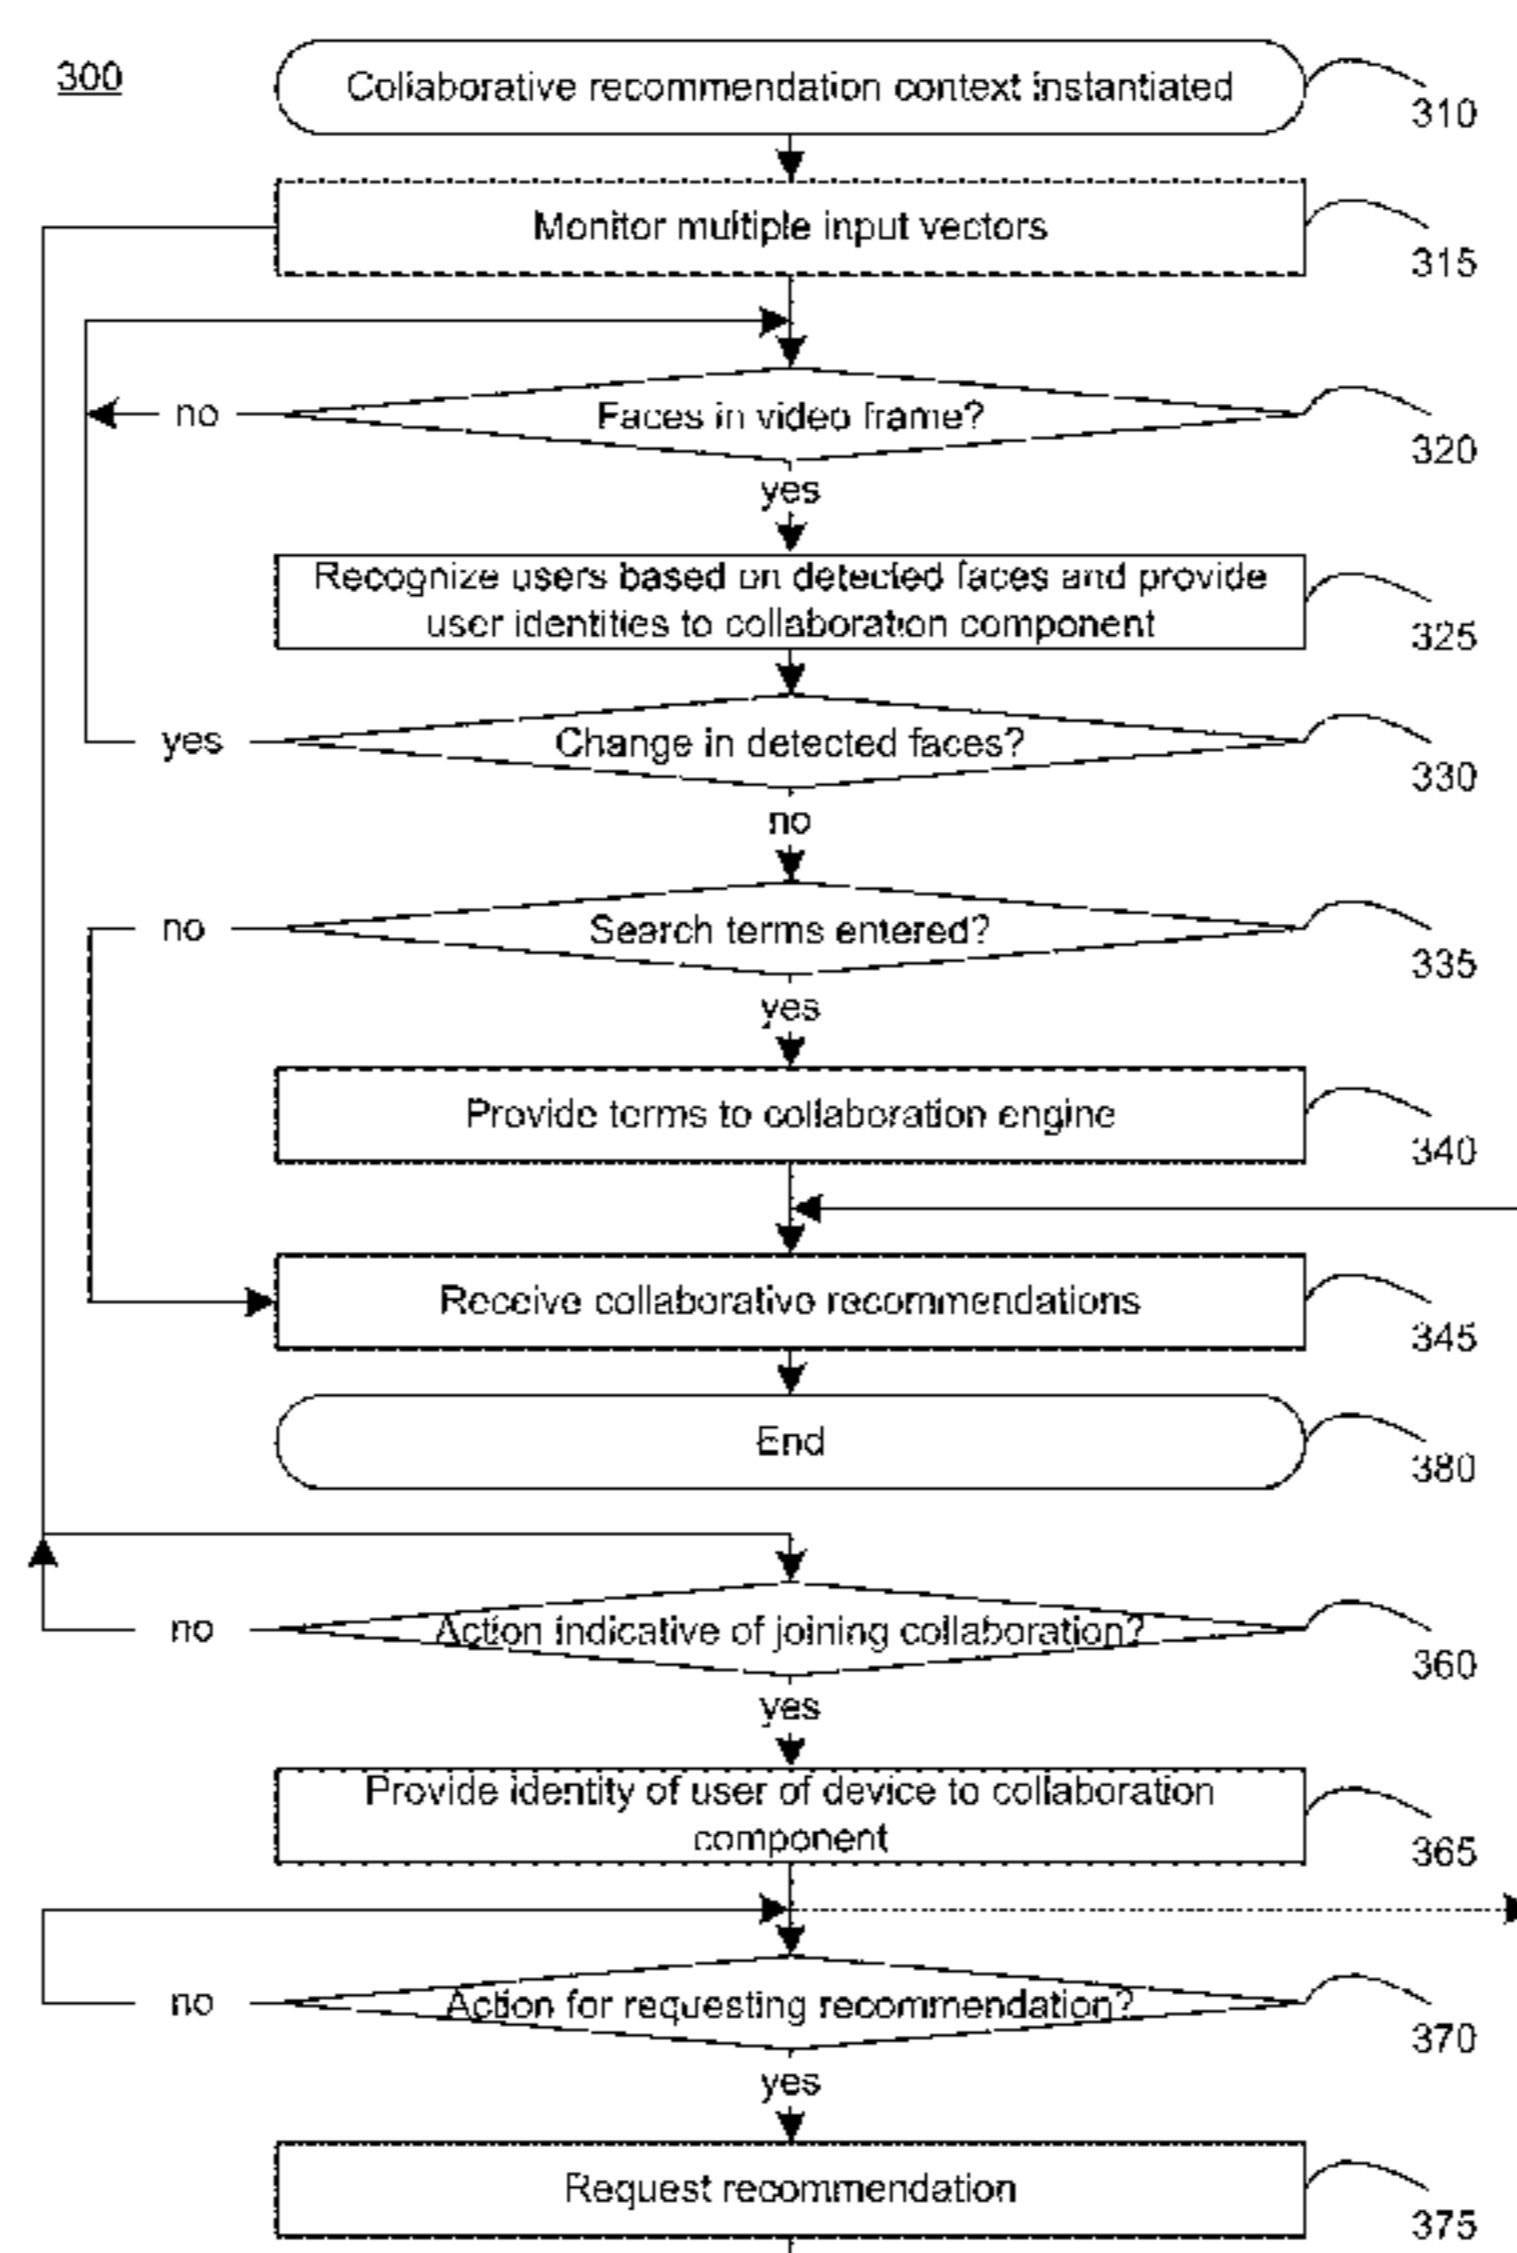 300
Collaborative recommendation context instantiated
310
Monitor multiple input vectors
315
no
Faces in video frame?
320
yes
Recognize users based on detected faces and provide
user identities to collaboration component
325
yes
Change in detected faces?
330
no
no
Search terms entered?
335
yes
Provide terms to collaboration engine
340
Receive collaborative recommendations
345
End
380
no
Action indicative of joining collaboration?
360
yes
Provide identity of user of device to collaboration
component
365
no
Action for requesting recommendation?
370
yes
Request recommendation
375